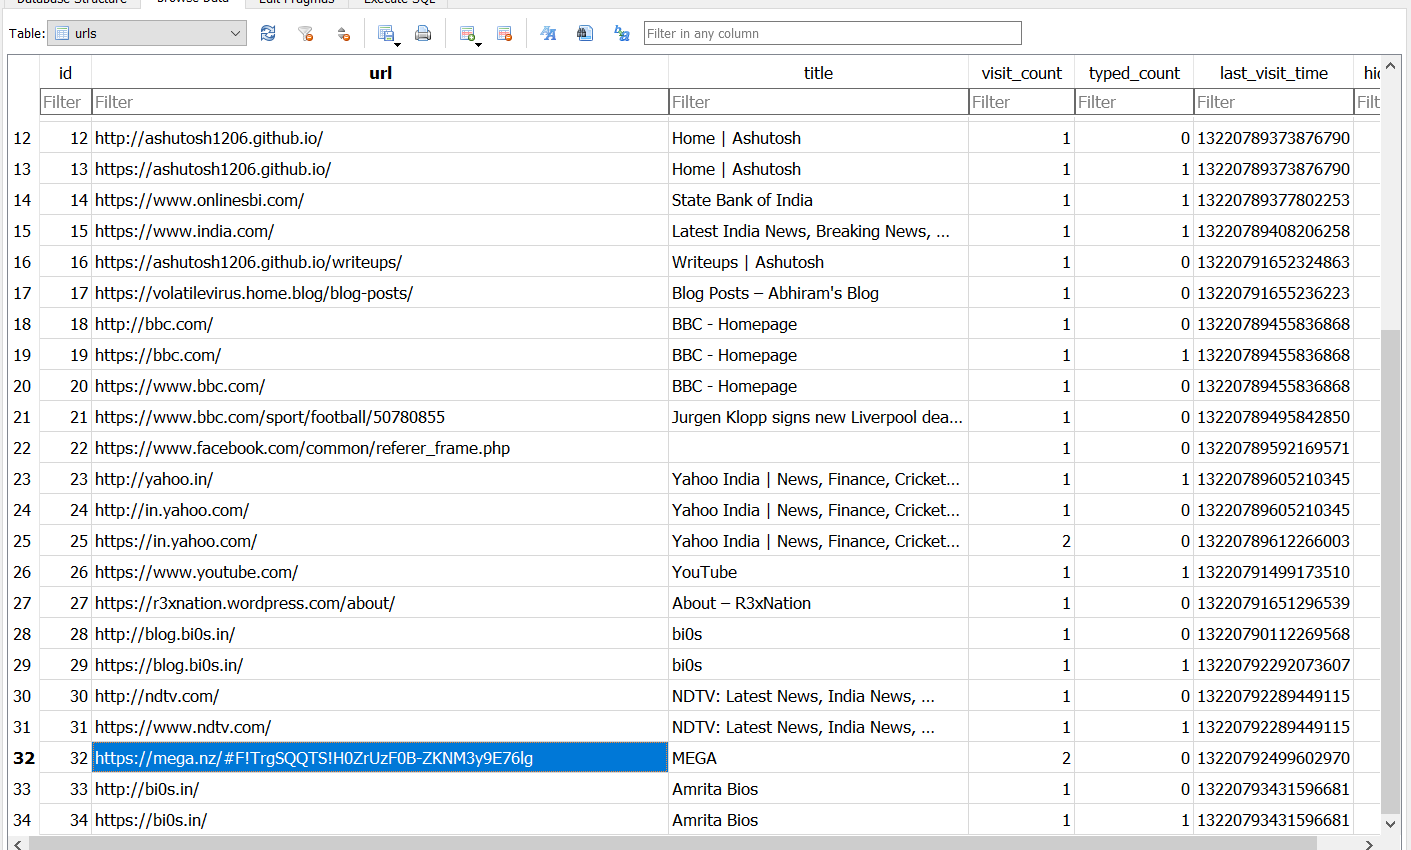 Database Structure Browse Data Edit Pragmas Execute SQL
Table: urls Filter in any column
id url title visit_count typed_count last_visit_time hid
Filter Filter Filter Filter Filter Filter Filt
12 12 http://ashutosh1206.github.io/ Home | Ashutosh 1 0 13220789373876790
13 13 https://ashutosh1206.github.io/ Home | Ashutosh 1 1 13220789373876790
14 14 https://www.onlinesbi.com/ State Bank of India 1 1 13220789377802253
15 15 https://www.india.com/ Latest India News, Breaking News, ... 1 1 13220789408206258
16 16 https://ashutosh1206.github.io/writeups/ Writeups | Ashutosh 1 0 13220791652324863
17 17 https://volatilevirus.home.blog/blog-posts/ Blog Posts – Abhiram's Blog 1 0 13220791655236223
18 18 http://bbc.com/ BBC - Homepage 1 0 13220789455836868
19 19 https://bbc.com/ BBC - Homepage 1 1 13220789455836868
20 20 https://www.bbc.com/ BBC - Homepage 1 0 13220789455836868
21 21 https://www.bbc.com/sport/football/50780855 Jurgen Klopp signs new Liverpool dea... 1 0 13220789495842850
22 22 https://www.facebook.com/common/referer_frame.php 1 0 13220789592169571
23 23 http://yahoo.in/ Yahoo India | News, Finance, Cricket... 1 1 13220789605210345
24 24 http://in.yahoo.com/ Yahoo India | News, Finance, Cricket... 1 0 13220789605210345
25 25 https://in.yahoo.com/ Yahoo India | News, Finance, Cricket... 2 0 13220789612266003
26 26 https://www.youtube.com/ YouTube 1 1 13220791499173510
27 27 https://r3xnation.wordpress.com/about/ About – R3xNation 1 0 13220791651296539
28 28 http://blog.bi0s.in/ bi0s 1 0 13220790112269568
29 29 https://blog.bi0s.in/ bi0s 1 1 13220792292073607
30 30 http://ndtv.com/ NDTV: Latest News, India News, ... 1 0 13220792289449115
31 31 https://www.ndtv.com/ NDTV: Latest News, India News, ... 1 1 13220792289449115
32 32 https://mega.nz/#F!TrgSQQTS!H0ZrUzF0B-ZKNM3y9E76lg MEGA 2 0 13220792499602970
33 33 http://bi0s.in/ Amrita Bios 1 0 13220793431596681
34 34 https://bi0s.in/ Amrita Bios 1 1 13220793431596681